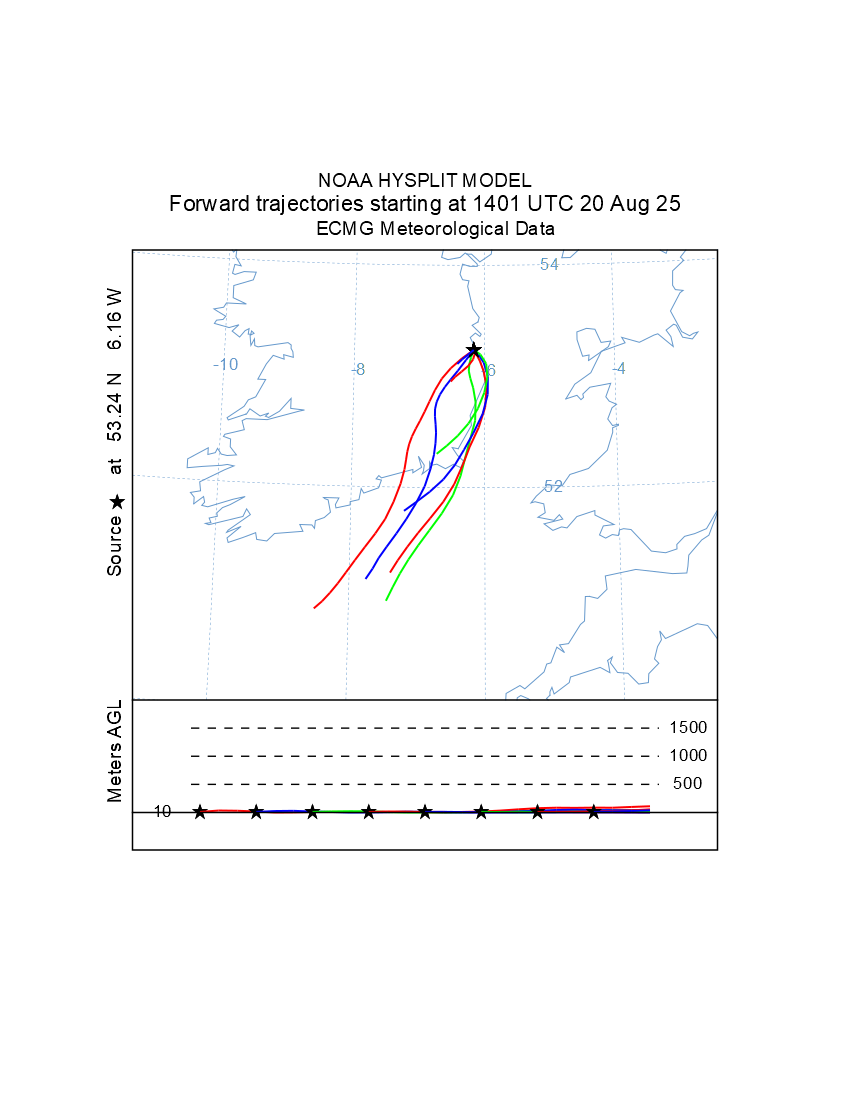 NOAA HYSPLIT MODEL
Forward trajectories starting at 1401 UTC 20 Aug 25
ECMG Meteorological Data
Source ★ at 53.24 N 6.16 W
54
-10
-8
6
-4
52
Meters AGL
1500
1000
500
10